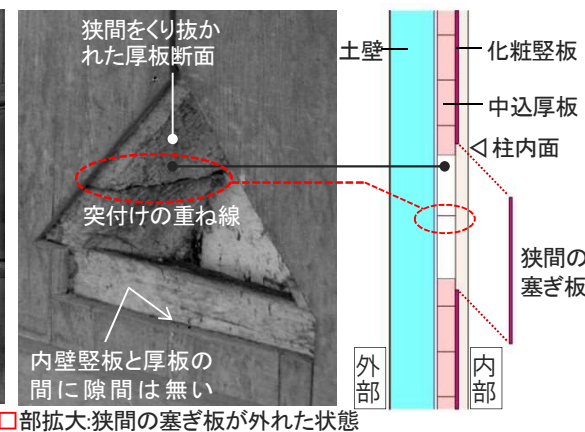 狭間をくり抜か
れた厚板断面
突付けの重ね線
内壁竪板と厚板の
間に隙間は無い
土壁
化粧竪板
中込厚板
◁柱内面
狭間の
塞ぎ板
外部
内部
□部拡大:狭間の塞ぎ板が外れた状態